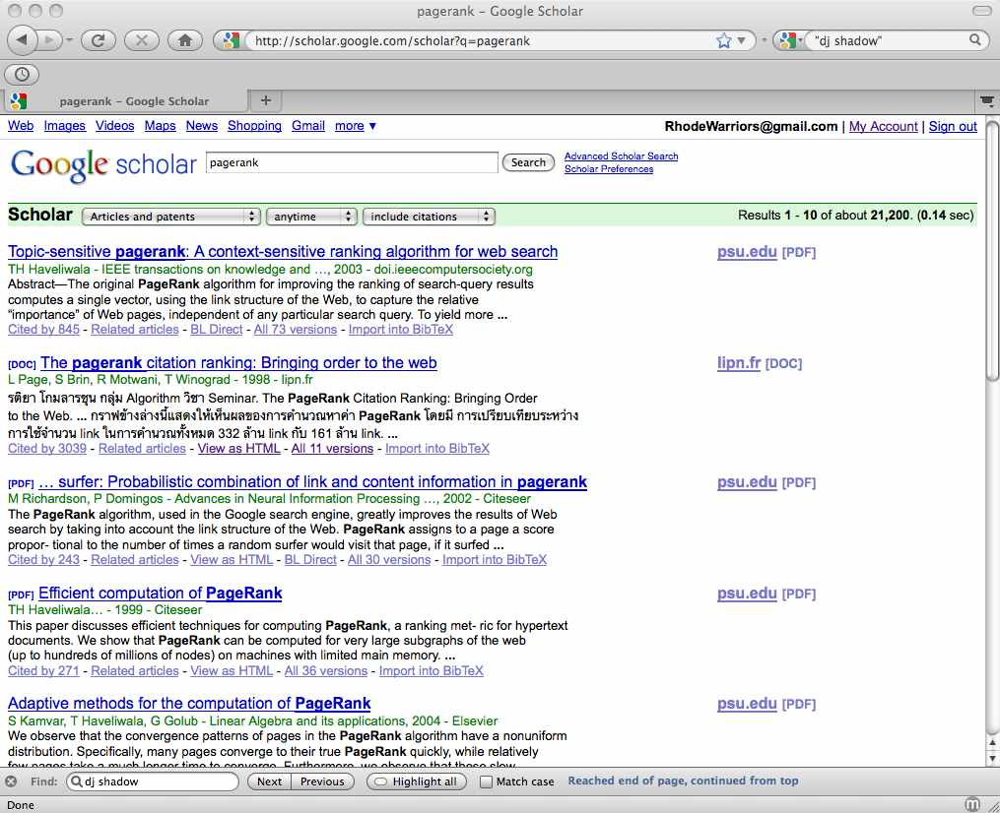 pagerank - Google Scholar
http://scholar.google.com/scholar?q=pagerank
"dj shadow"
pagerank - Google Scholar
Web Images Videos Maps News Shopping Gmail more ▼
RhodeWarriors@gmail.com | My Account | Sign out
Google scholar
pagerank
Search
Advanced Scholar Search
Scholar Preferences
Scholar Articles and patents anytime include citations Results 1 - 10 of about 21,200. (0.14 sec)
Topic-sensitive pagerank: A context-sensitive ranking algorithm for web search psu.edu [PDF]
TH Haveliwala - IEEE transactions on knowledge and …, 2003 - doi.ieeecomputersociety.org
Abstract—The original PageRank algorithm for improving the ranking of search-query results
computes a single vector, using the link structure of the Web, to capture the relative
“importance” of Web pages, independent of any particular search query. To yield more ...
Cited by 845 - Related articles - BL Direct - All 73 versions - Import into BibTeX
[DOC] The pagerank citation ranking: Bringing order to the web lipn.fr [DOC]
L Page, S Brin, R Motwani, T Winograd - 1998 - lipn.fr
รติยา โกมลารชุน กลุ่ม Algorithm วิชา Seminar. The PageRank Citation Ranking: Bringing Order
to the Web. ... กราฟข้างล่างนี้แสดงให้เห็นผลของการคำนวณหาค่า PageRank โดยมี การเปรียบเทียบระหว่าง
การใช้จำนวน link ในการคำนวณทั้งหมด 332 ล้าน link กับ 161 ล้าน link. ...
Cited by 3039 - Related articles - View as HTML - All 11 versions - Import into BibTeX
[PDF] … surfer: Probabilistic combination of link and content information in pagerank psu.edu [PDF]
M Richardson, P Domingos - Advances in Neural Information Processing …, 2002 - Citeseer
The PageRank algorithm, used in the Google search engine, greatly improves the results of Web
search by taking into account the link structure of the Web. PageRank assigns to a page a score
propor- tional to the number of times a random surfer would visit that page, if it surfed ...
Cited by 243 - Related articles - View as HTML - BL Direct - All 30 versions - Import into BibTeX
[PDF] Efficient computation of PageRank psu.edu [PDF]
TH Haveliwala… - 1999 - Citeseer
This paper discusses efficient techniques for computing PageRank, a ranking met- ric for hypertext
documents. We show that PageRank can be computed for very large subgraphs of the web
(up to hundreds of millions of nodes) on machines with limited main memory. ...
Cited by 271 - Related articles - View as HTML - All 36 versions - Import into BibTeX
Adaptive methods for the computation of PageRank psu.edu [PDF]
S Kamvar, T Haveliwala, G Golub - Linear Algebra and its applications, 2004 - Elsevier
We observe that the convergence patterns of pages in the PageRank algorithm have a nonuniform
distribution. Specifically, many pages converge to their true PageRank quickly, while relatively
few pages take a much longer time to converge. Furthermore, we observe that these slow
Find: dj shadow Next Previous Highlight all Match case Reached end of page, continued from top
Done